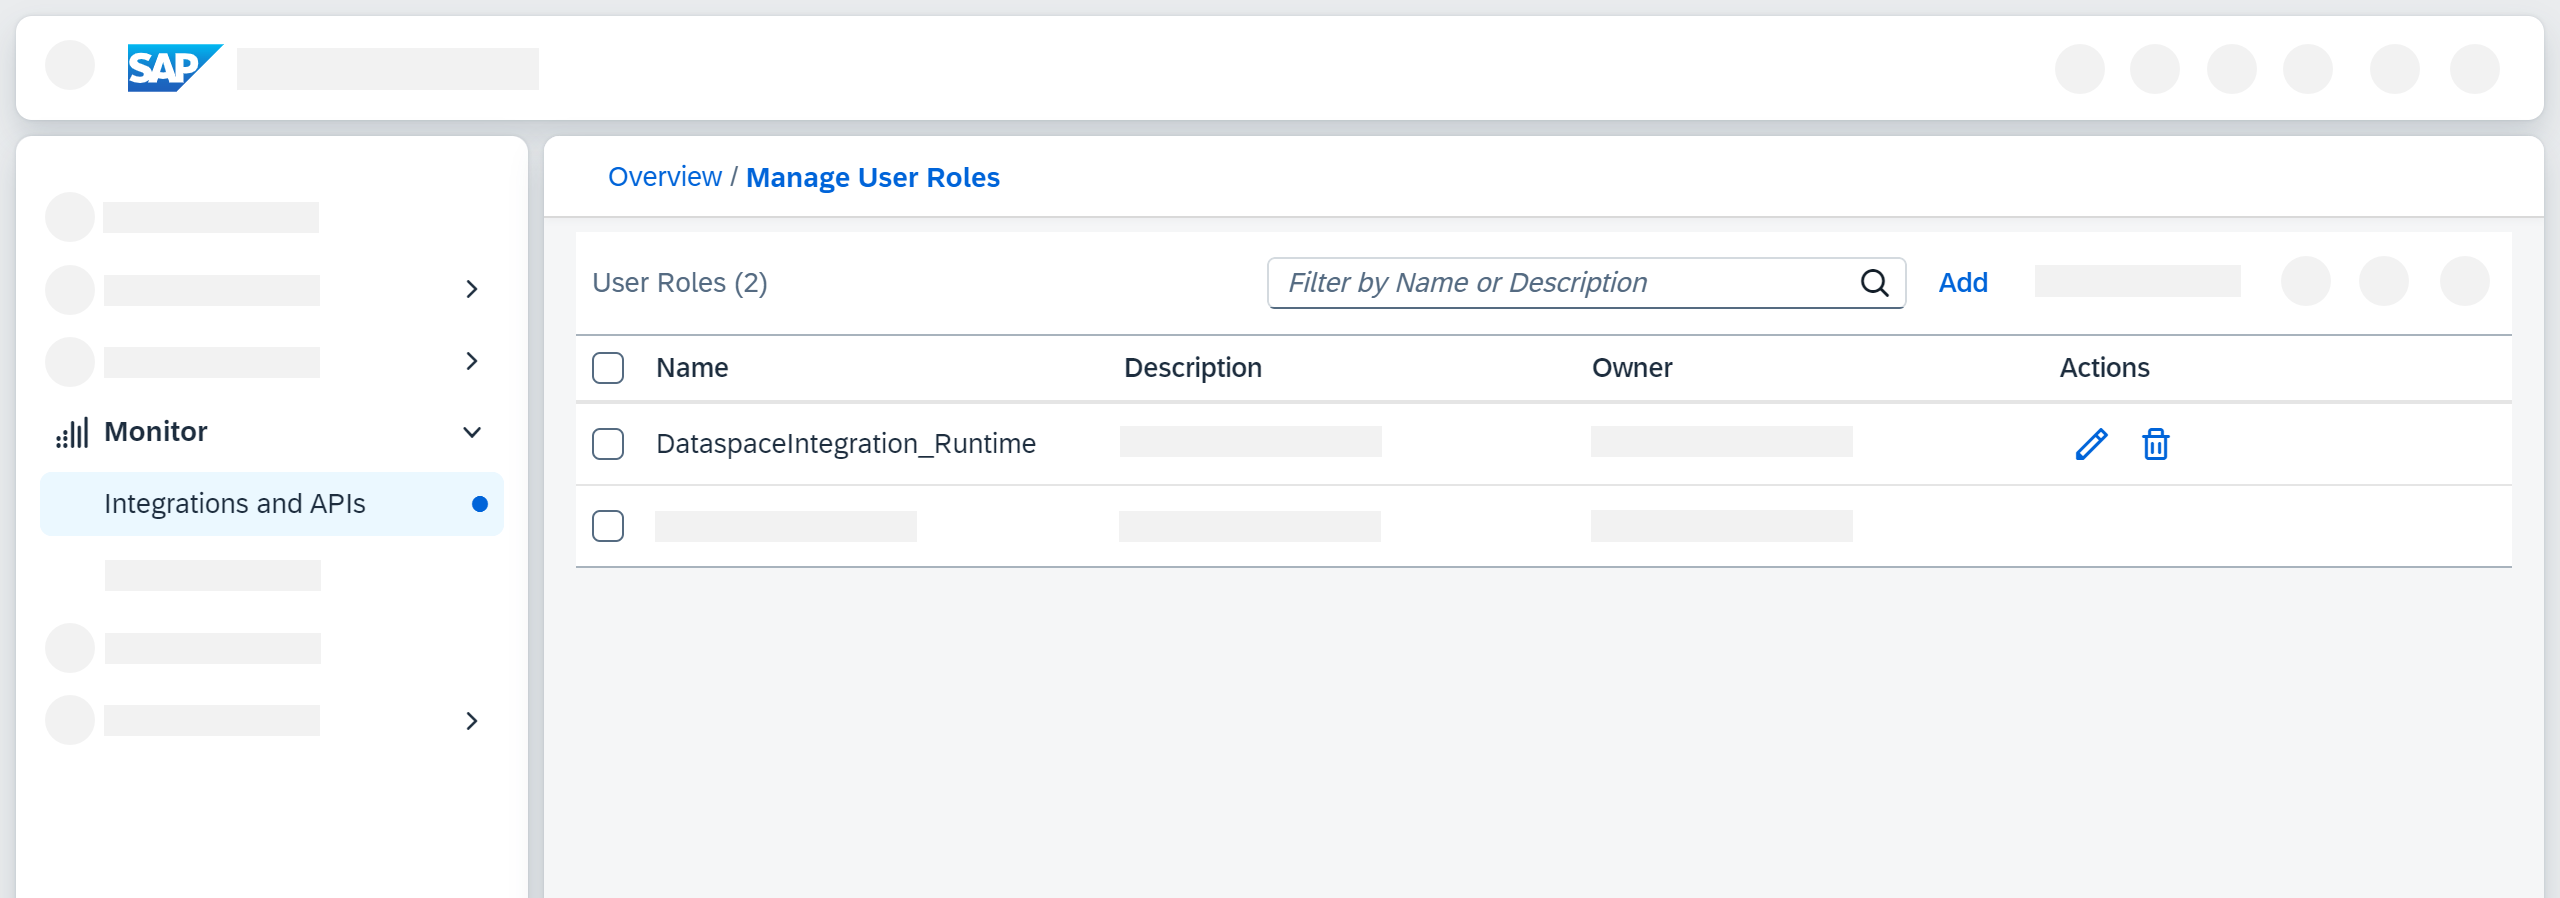 SAP
Overview / Manage User Roles
User Roles (2)
Filter by Name or Description
Add
Name Description Owner Actions
DataspaceIntegration_Runtime
Monitor
Integrations and APIs